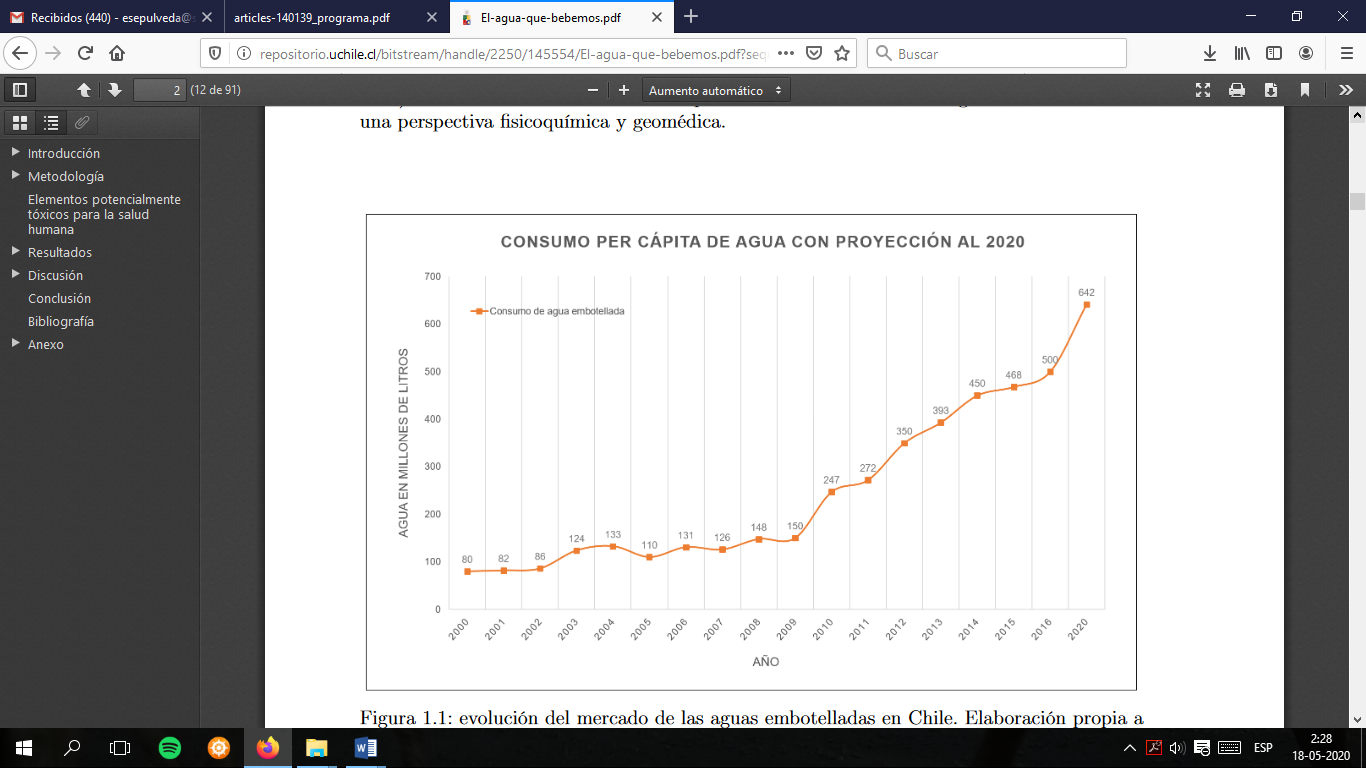 Recibidos (440) - esepulveda@s
articles-140139_programa.pdf
El-agua-que-bebemos.pdf
repositorio.uchile.cl/bitstream/handle/2250/145554/El-agua-que-bebemos.pdf?seq
Buscar
2 (12 de 91)
Aumento automático
Introducción
Metodología
Elementos potencialmente
tóxicos para la salud
humana
Resultados
Discusión
Conclusión
Bibliografía
Anexo
una perspectiva fisicoquímica y geomédica.
CONSUMO PER CÁPITA DE AGUA CON PROYECCIÓN AL 2020
Consumo de agua embotellada
AGUA EN MILLONES DE LITROS
700
600
500
400
300
200
100
0
80 82 86 124 133 110 131 126 148 150 247 272 350 393 450 468 500 642
2000 2001 2002 2003 2004 2005 2006 2007 2008 2009 2010 2011 2012 2013 2014 2015 2016 2020
AÑO
Figura 1.1: evolución del mercado de las aguas embotelladas en Chile. Elaboración propia a
ESP
2:28
18-05-2020